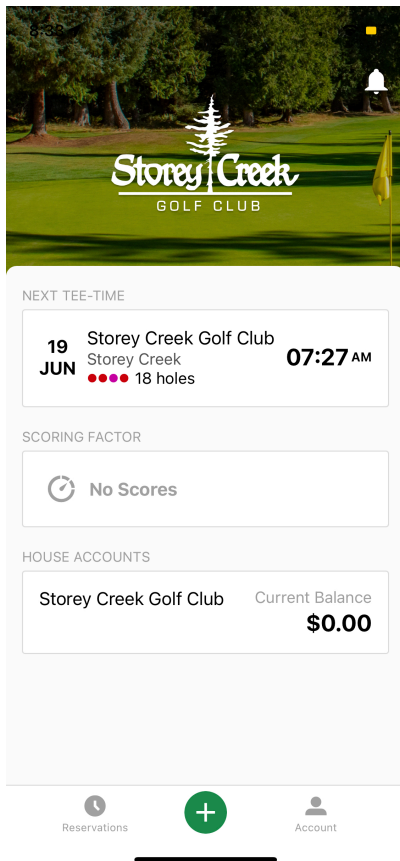 Storey Creek
GOLF CLUB
NEXT TEE-TIME
19
JUN
Storey Creek Golf Club
Storey Creek
18 holes
07:27 AM
SCORING FACTOR
No Scores
HOUSE ACCOUNTS
Storey Creek Golf Club
Current Balance
$0.00
Reservations
Account